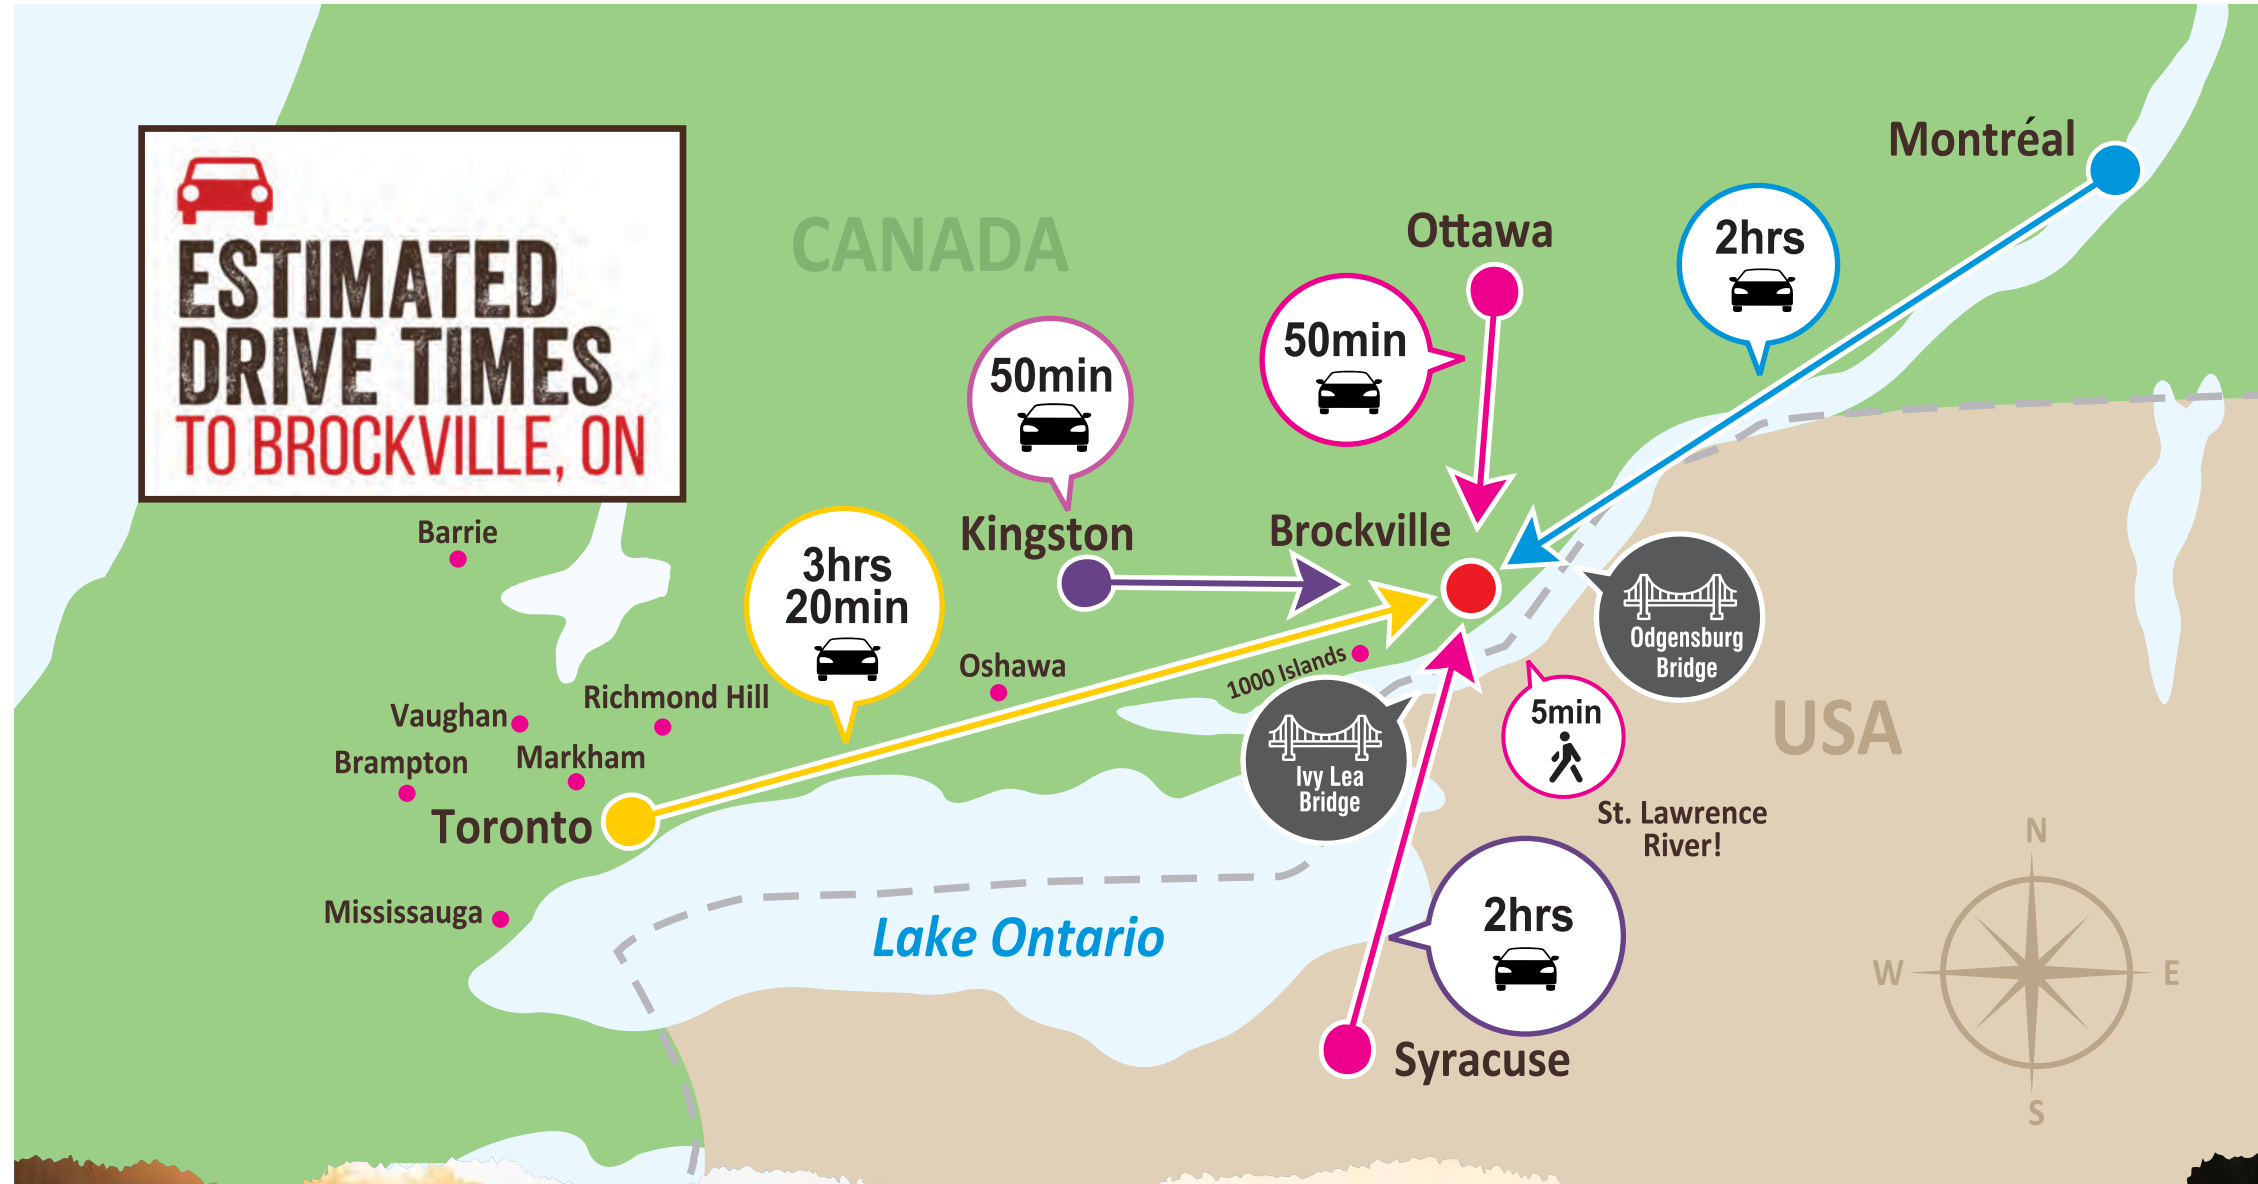 ESTIMATED
DRIVE TIMES
TO BROCKVILLE, ON
CANADA
Montréal
2hrs
Ottawa
50min
50min
Kingston
Brockville
Barrie
3hrs
20min
Odgensburg
Bridge
Oshawa
1000 Islands
Richmond Hill
Vaughan
Markham
Brampton
Toronto
5min
USA
Ivy Lea
Bridge
St. Lawrence
River!
Mississauga
Lake Ontario
2hrs
Syracuse
N
W
E
S